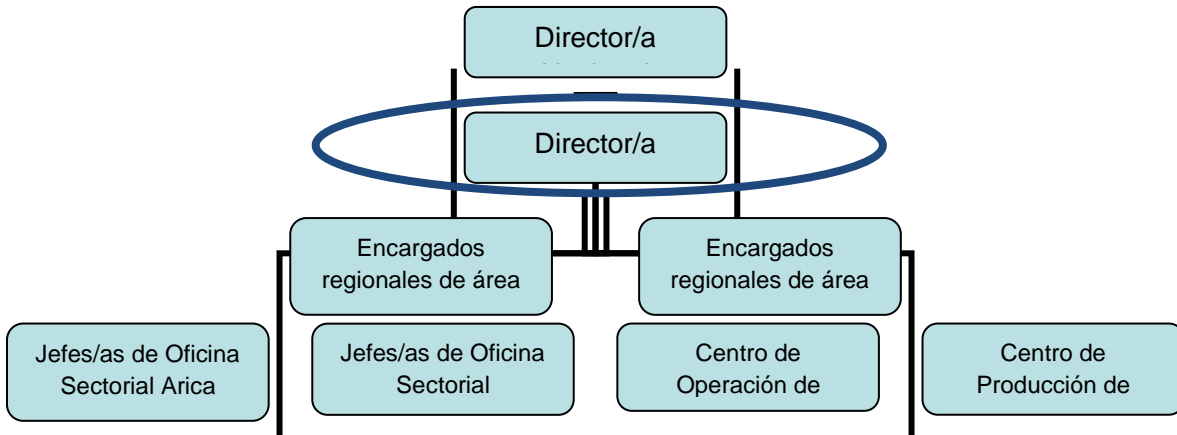 Director/a
Director/a
Encargados
regionales de área
Encargados
regionales de área
Jefes/as de Oficina
Sectorial Arica
Jefes/as de Oficina
Sectorial
Centro de
Operación de
Centro de
Producción de